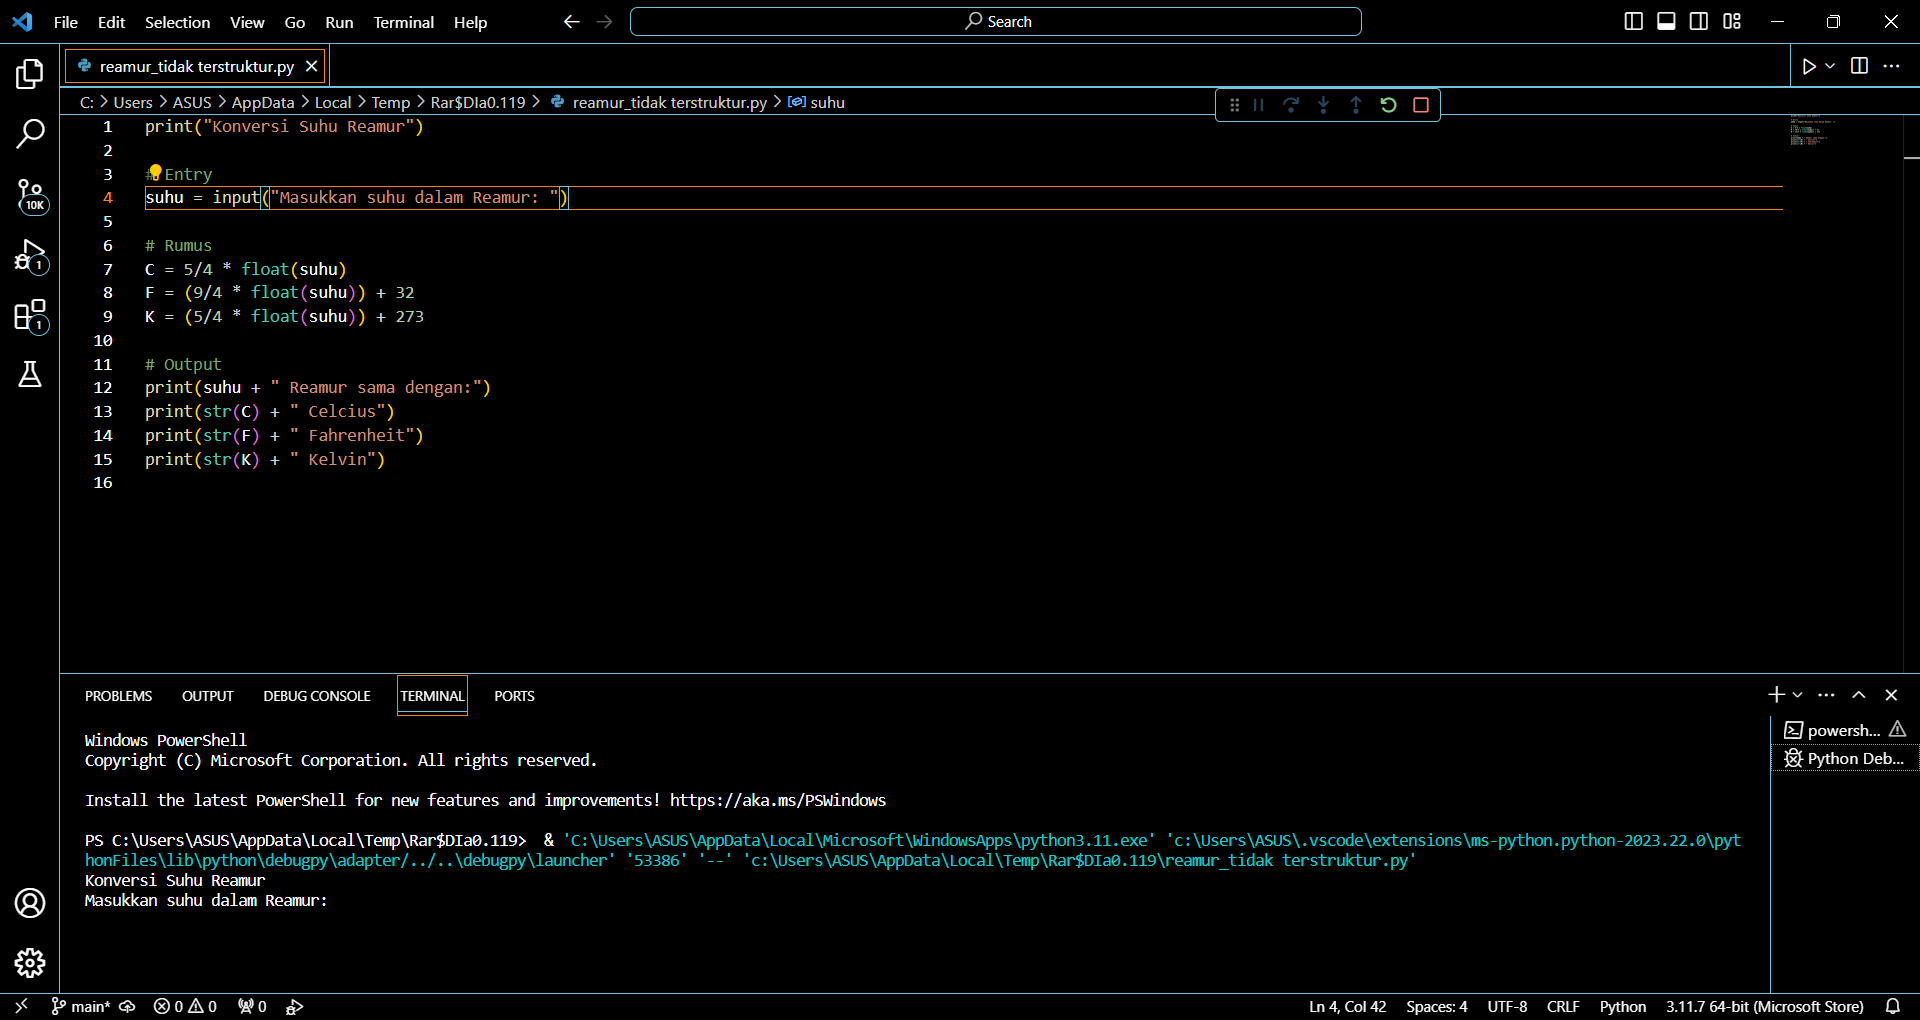 File Edit Selection View Go Run Terminal Help Search
reamur_tidak terstruktur.py
C: > Users > ASUS > AppData > Local > Temp > Rar$DIa0.119 > reamur_tidak terstruktur.py > suhu
1 print("Konversi Suhu Reamur")
2
3 # Entry
4 suhu = input("Masukkan suhu dalam Reamur: ")
5
6 # Rumus
7 C = 5/4 * float(suhu)
8 F = (9/4 * float(suhu)) + 32
9 K = (5/4 * float(suhu)) + 273
10
11 # Output
12 print(suhu + " Reamur sama dengan:")
13 print(str(C) + " Celcius")
14 print(str(F) + " Fahrenheit")
15 print(str(K) + " Kelvin")
16
10K
1
1
PROBLEMS OUTPUT DEBUG CONSOLE TERMINAL PORTS
Windows PowerShell
Copyright (C) Microsoft Corporation. All rights reserved.
Install the latest PowerShell for new features and improvements! https://aka.ms/PSWindows
PS C:\Users\ASUS\AppData\Local\Temp\Rar$DIa0.119>  & 'C:\Users\ASUS\AppData\Local\Microsoft\WindowsApps\python3.11.exe' 'c:\Users\ASUS\.vscode\extensions\ms-python.python-2023.22.0\pyt
honFiles\lib\python\debugpy\adapter/../..\debugpy\launcher' '53386' '--' 'c:\Users\ASUS\AppData\Local\Temp\Rar$DIa0.119\reamur_tidak terstruktur.py'
Konversi Suhu Reamur
Masukkan suhu dalam Reamur:
powersh...
Python Deb...
main* 0 0 0 Ln 4, Col 42 Spaces: 4 UTF-8 CRLF Python 3.11.7 64-bit (Microsoft Store)